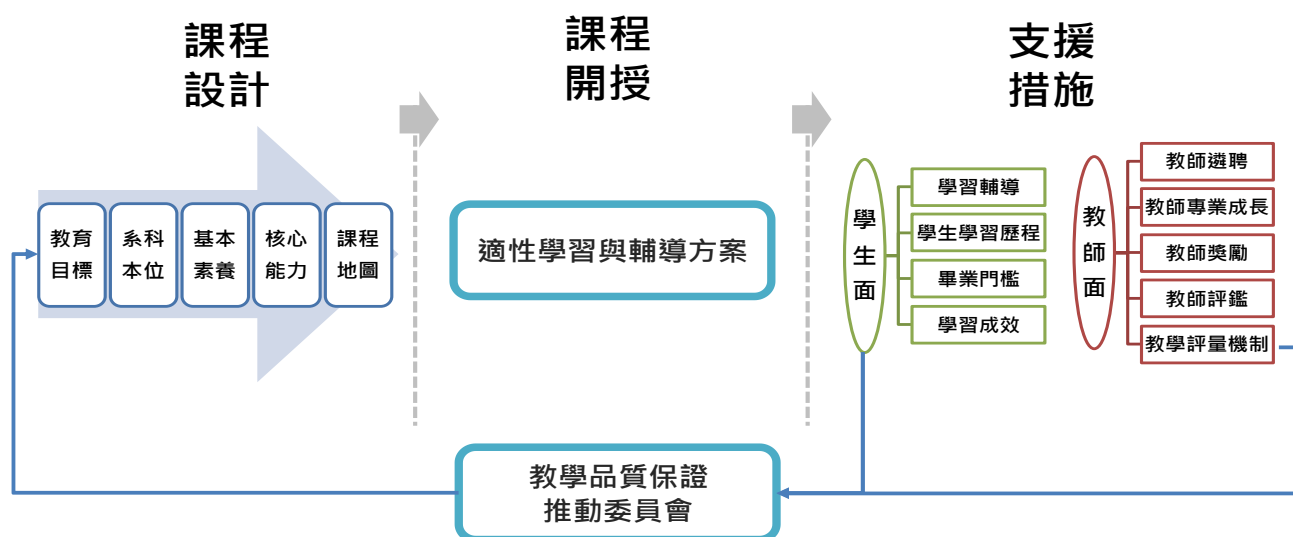 課程
設計
課程
開授
支援
措施
教育
目標
系科
本位
基本
素養
核心
能力
課程
地圖
適性學習與輔導方案
學
生
面
學習輔導
學生學習歷程
畢業門檻
學習成效
教
師
面
教師遴聘
教師專業成長
教師獎勵
教師評鑑
教學評量機制
教學品質保證
推動委員會